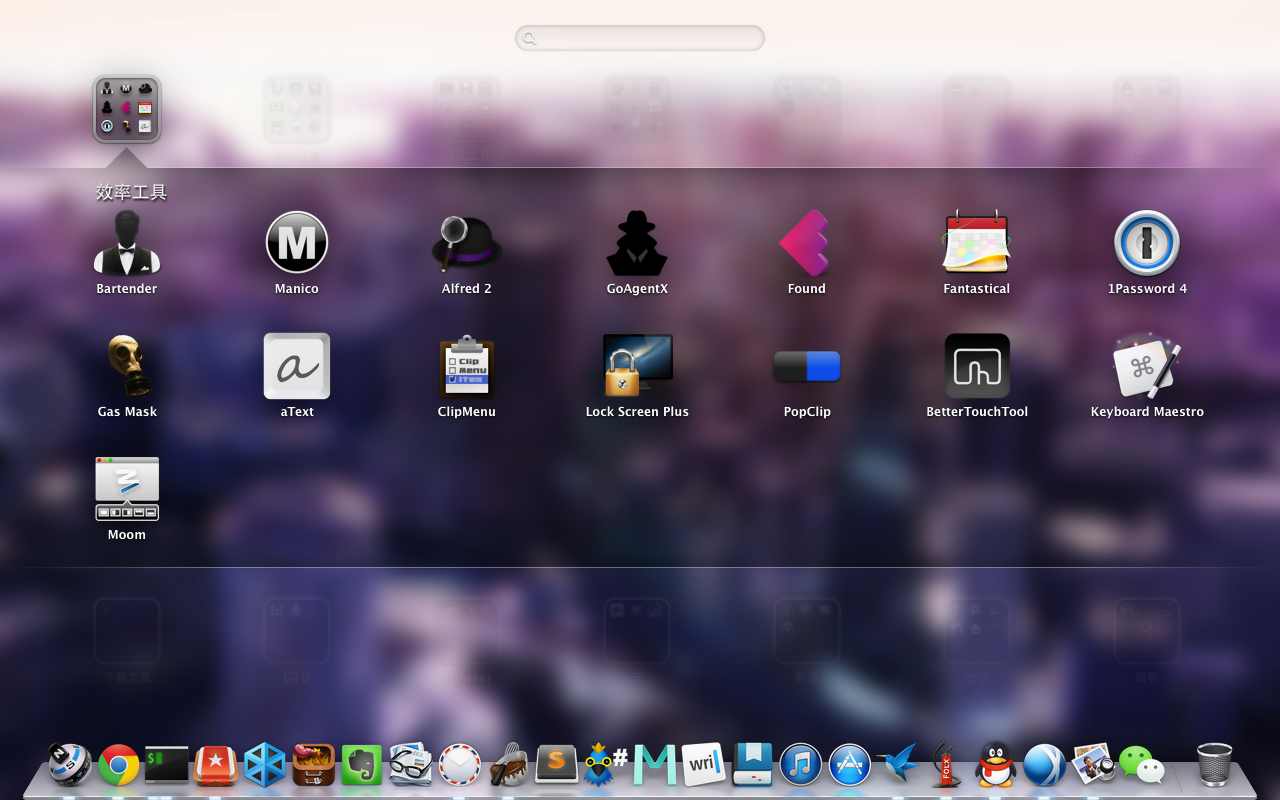 效率工具
Bartender
Manico
Alfred 2
GoAgentX
Found
Fantastical
1Password 4
Gas Mask
aText
ClipMenu
Lock Screen Plus
PopClip
BetterTouchTool
Keyboard Maestro
Moom